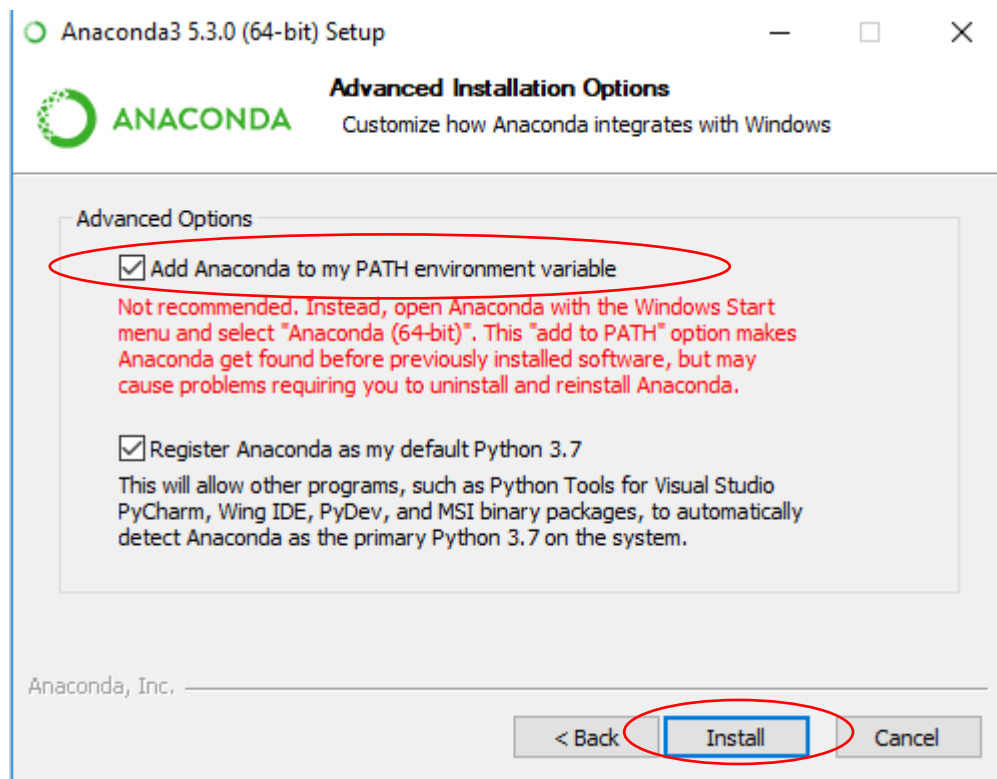 Anaconda3 5.3.0 (64-bit) Setup
ANACONDA
Advanced Installation Options
Customize how Anaconda integrates with Windows
Advanced Options
Add Anaconda to my PATH environment variable
Not recommended. Instead, open Anaconda with the Windows Start
menu and select "Anaconda (64-bit)". This "add to PATH" option makes
Anaconda get found before previously installed software, but may
cause problems requiring you to uninstall and reinstall Anaconda.
Register Anaconda as my default Python 3.7
This will allow other programs, such as Python Tools for Visual Studio
PyCharm, Wing IDE, PyDev, and MSI binary packages, to automatically
detect Anaconda as the primary Python 3.7 on the system.
Anaconda, Inc.
< Back Install Cancel